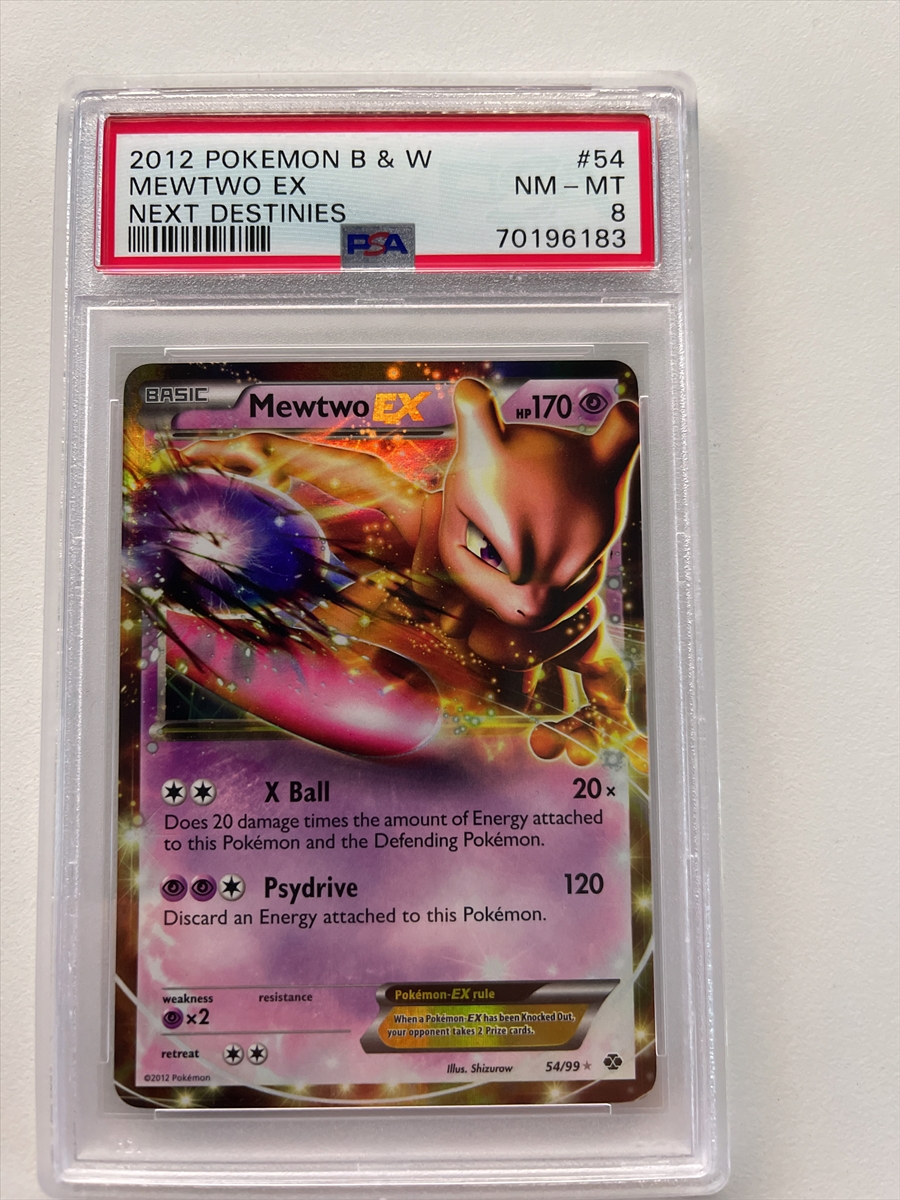 2012 POKEMON B & W #54
MEWTWO EX NM - MT
NEXT DESTINIES 8
PSA 70196183
BASIC
Mewtwo EX HP170
X Ball 20×
Does 20 damage times the amount of Energy attached
to this Pokémon and the Defending Pokémon.
Psydrive 120
Discard an Energy attached to this Pokémon.
weakness resistance
×2
retreat
Pokémon-EX rule
When a Pokémon-EX has been Knocked Out,
your opponent takes 2 Prize cards.
Illus. Shizurow 54/99
©2012 Pokémon